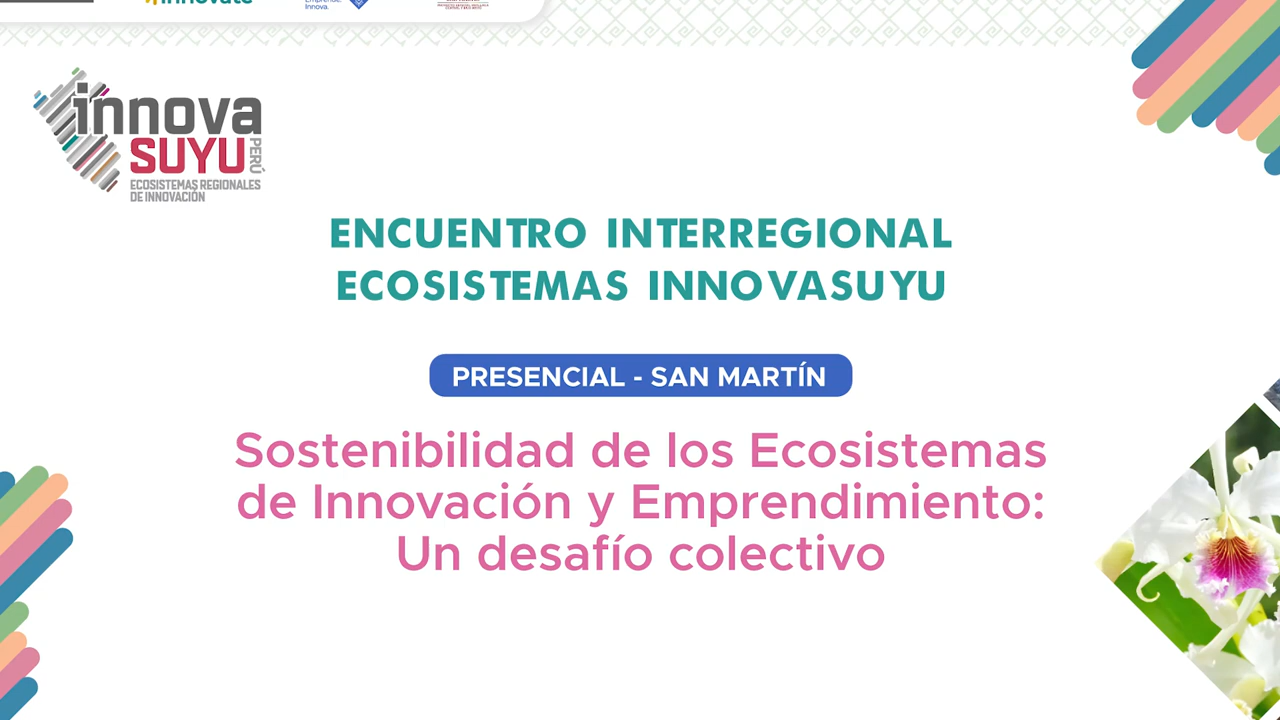 Innova.
innova
SUYU
PERÚ
ECOSISTEMAS REGIONALES
DE INNOVACIÓN
ENCUENTRO INTERREGIONAL
ECOSISTEMAS INNOVASUYU
PRESENCIAL - SAN MARTÍN
Sostenibilidad de los Ecosistemas
de Innovación y Emprendimiento:
Un desafío colectivo